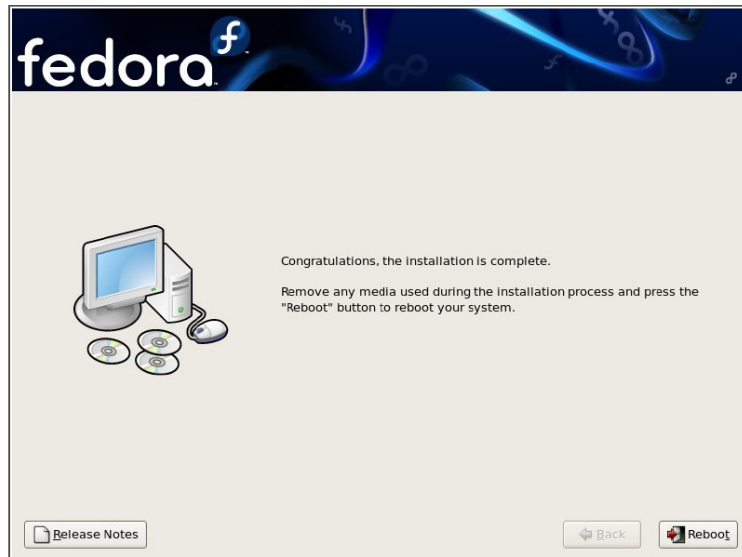 fedora
Congratulations, the installation is complete.
Remove any media used during the installation process and press the
"Reboot" button to reboot your system.
Release Notes
Back
Reboot